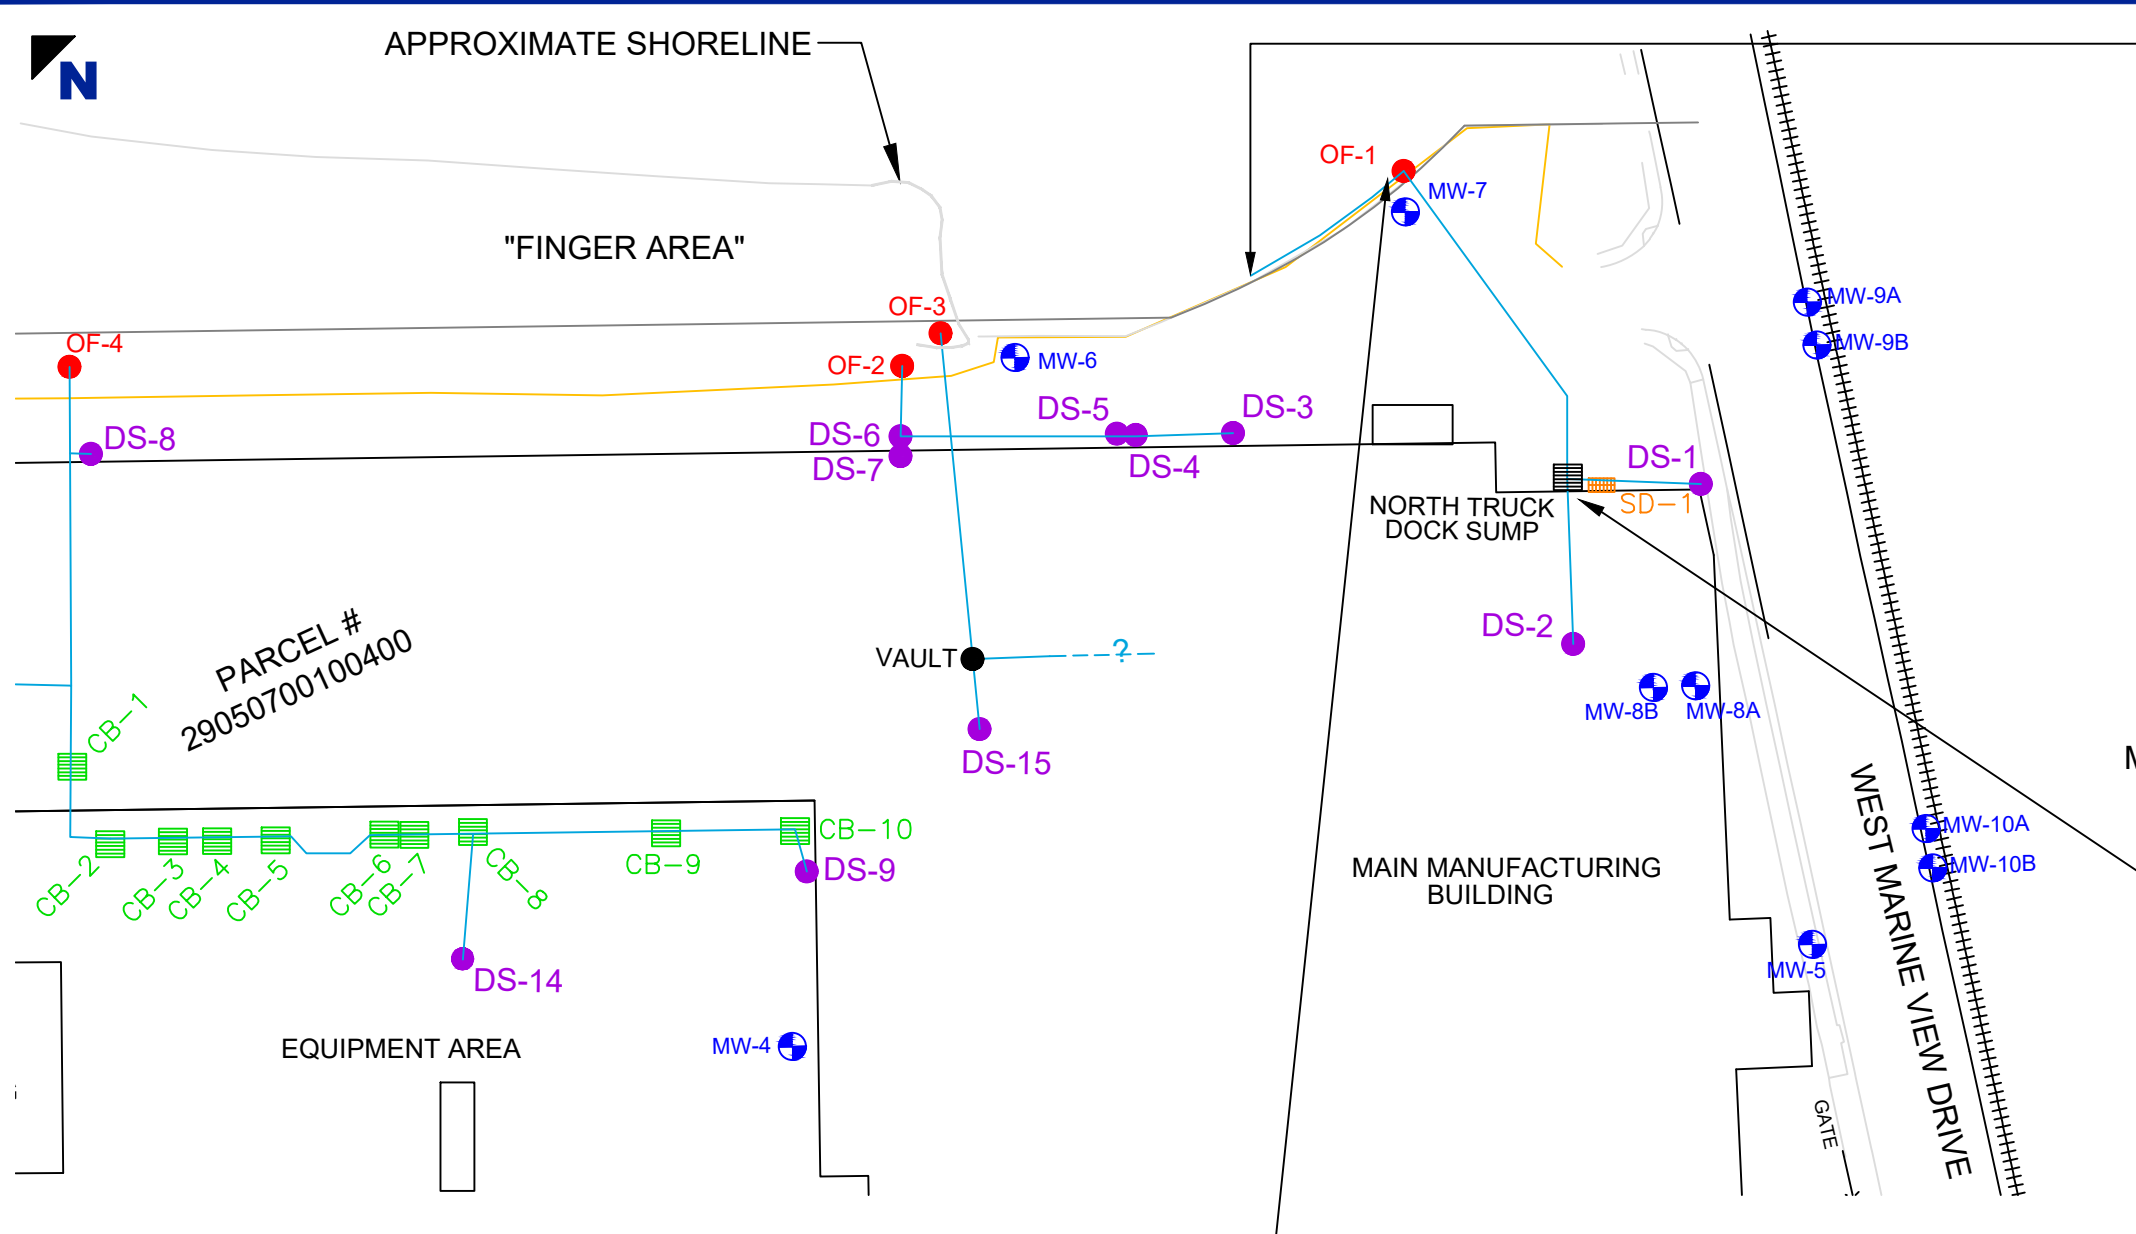 N
APPROXIMATE SHORELINE
OF-1
MW-7
"FINGER AREA"
MW-9A
OF-3
MW-9B
OF-4
OF-2
MW-6
DS-5
DS-3
DS-8
DS-6
DS-7
DS-4
DS-1
NORTH TRUCK
DOCK SUMP
SD-1
PARCEL #
29050700100400
DS-2
VAULT
?
CB-1
MW-8B
MW-8A
DS-15
WEST MARINE VIEW DRIVE
MW-10A
CB-10
MAIN MANUFACTURING
BUILDING
MW-10B
CB-2
CB-3
CB-4
CB-5
CB-6
CB-7
CB-8
CB-9
DS-9
MW-5
DS-14
EQUIPMENT AREA
MW-4
GATE